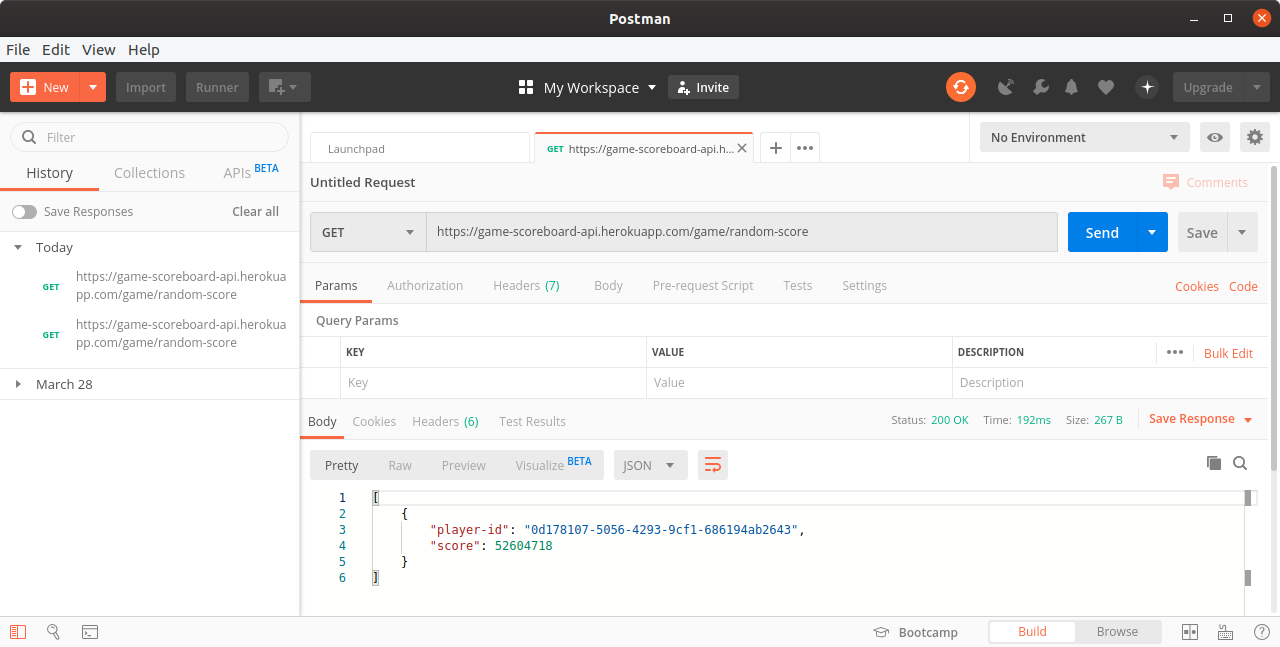 Postman
File Edit View Help
New Import Runner My Workspace Invite Upgrade
Filter
History Collections APIs BETA
Save Responses Clear all
Today
GET https://game-scoreboard-api.heroku
app.com/game/random-score
GET https://game-scoreboard-api.heroku
app.com/game/random-score
March 28
Launchpad GET https://game-scoreboard-api.h... No Environment
Untitled Request Comments
GET https://game-scoreboard-api.herokuapp.com/game/random-score Send Save
Params Authorization Headers (7) Body Pre-request Script Tests Settings Cookies Code
Query Params
KEY VALUE DESCRIPTION Bulk Edit
Key Value Description
Body Cookies Headers (6) Test Results Status: 200 OK Time: 192ms Size: 267 B Save Response
Pretty Raw Preview Visualize BETA JSON
1 [
2 {
3 "player-id": "0d178107-5056-4293-9cf1-686194ab2643",
4 "score": 52604718
5 }
6 ]
Bootcamp Build Browse